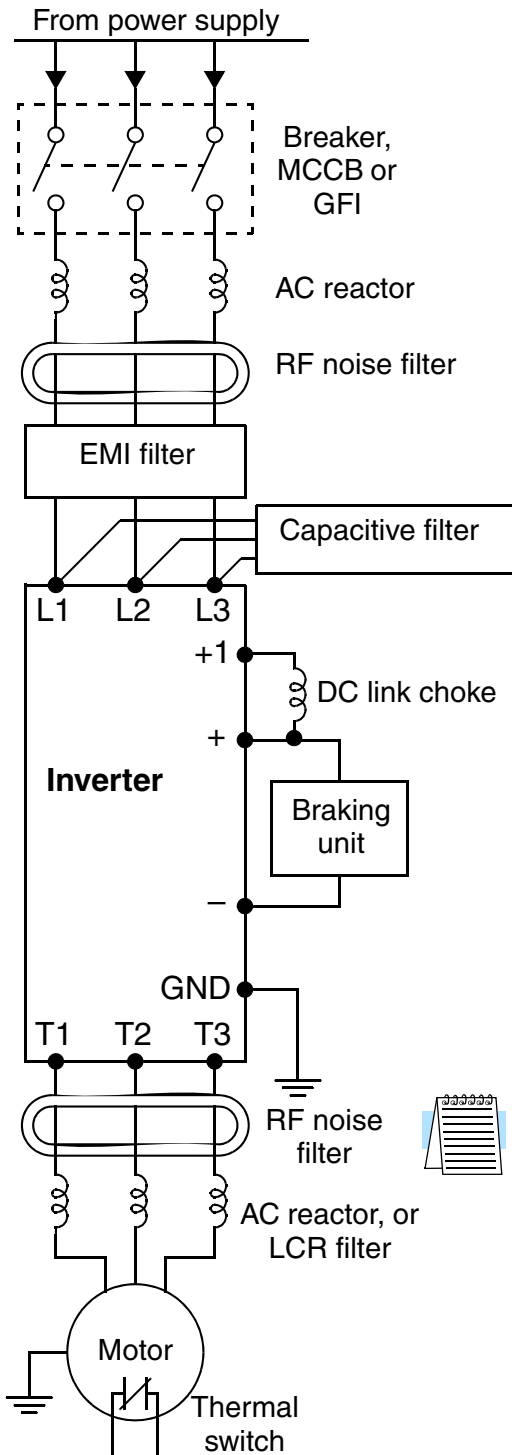 From power supply
Breaker,
MCCB or
GFI
AC reactor
RF noise filter
EMI filter
Capacitive filter
L1 L2 L3
+1
DC link choke
+
Inverter
Braking
unit
–
GND
T1 T2 T3
RF noise
filter
AC reactor, or
LCR filter
Motor
Thermal
switch